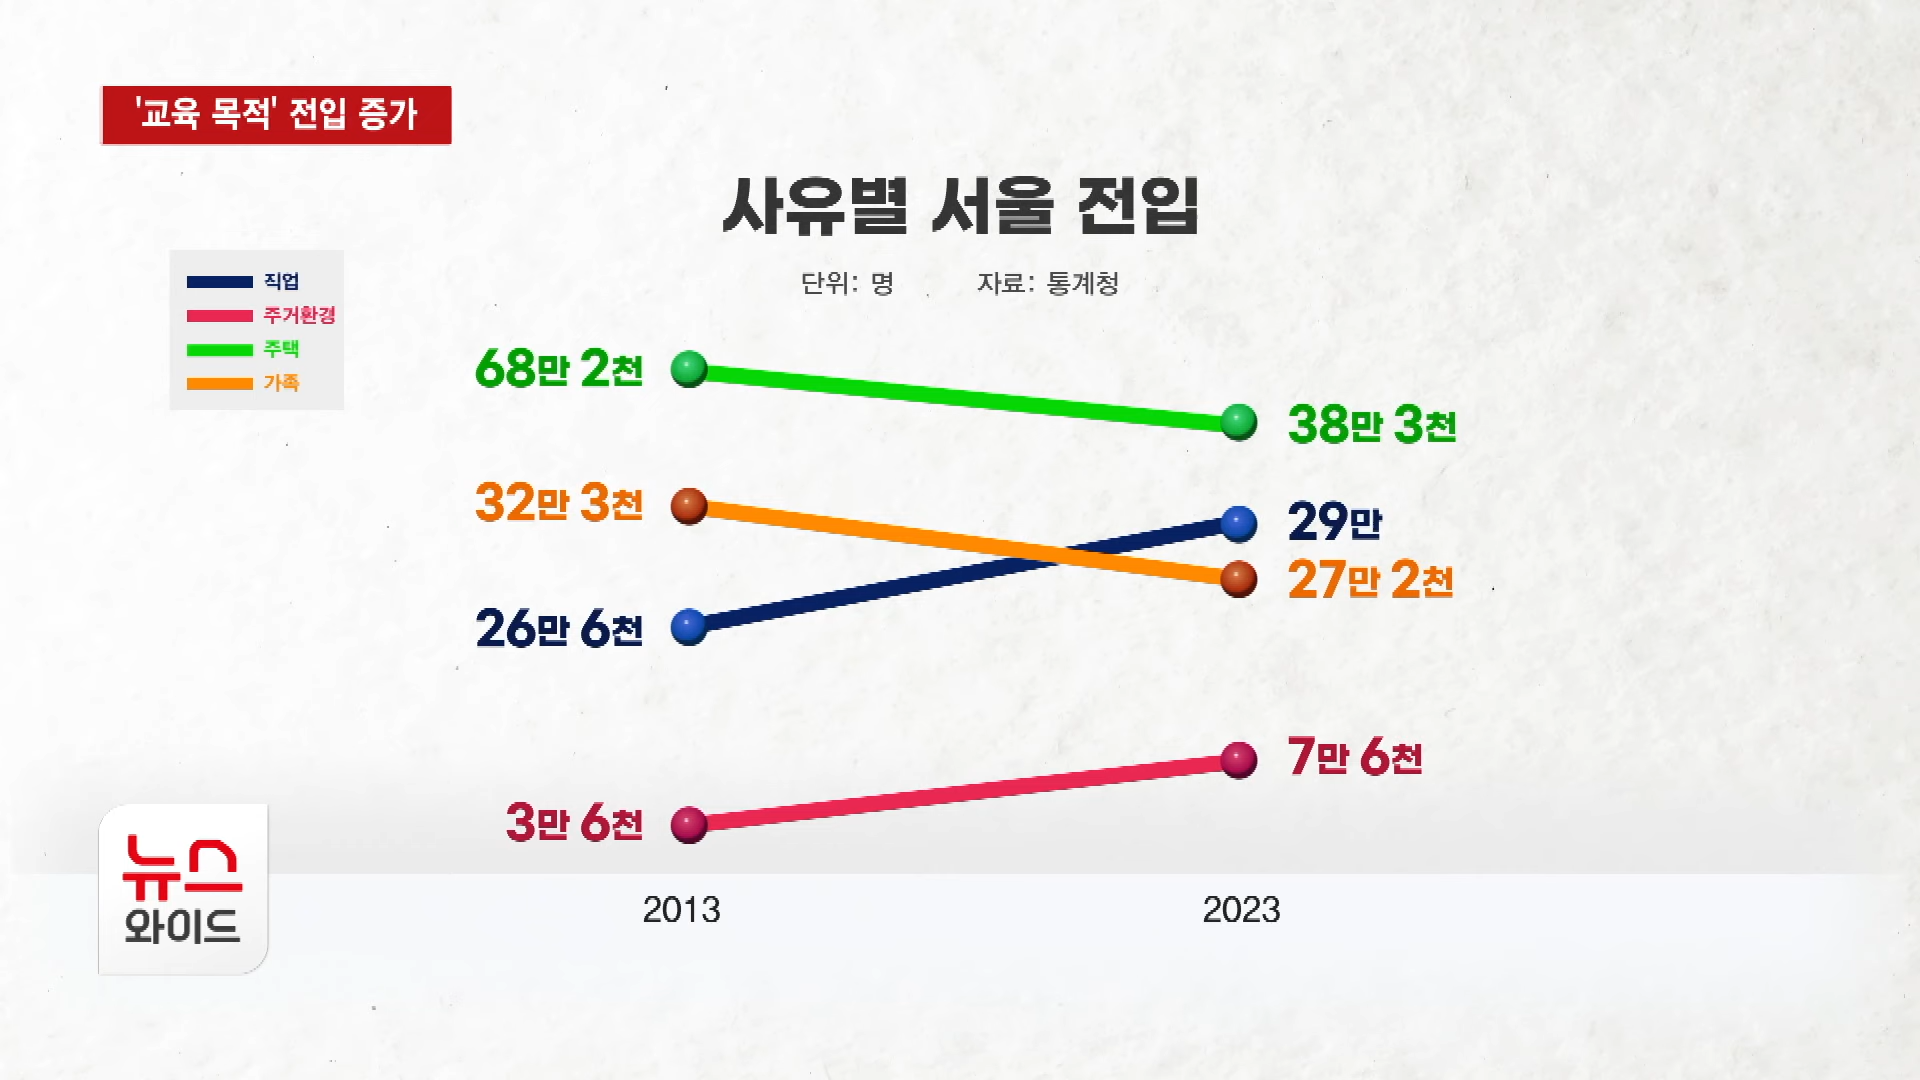 '교육 목적' 전입 증가
사유별 서울 전입
단위: 명 자료: 통계청
직업
주거환경
주택
가족
68만 2천
38만 3천
32만 3천
29만
27만 2천
26만 6천
7만 6천
3만 6천
2013 2023
뉴스
와이드